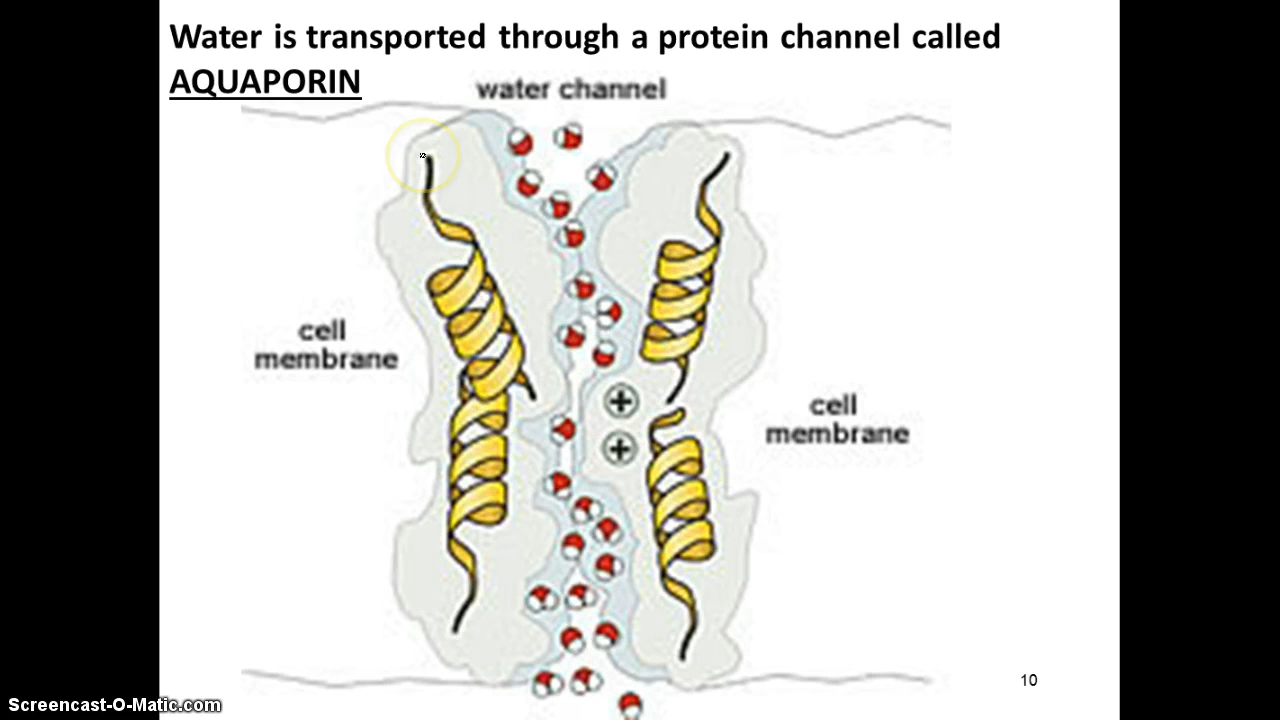 Water is transported through a protein channel called
AQUAPORIN
water channel
cell
membrane
+
+
cell
membrane
10
Screencast-O-Matic.com